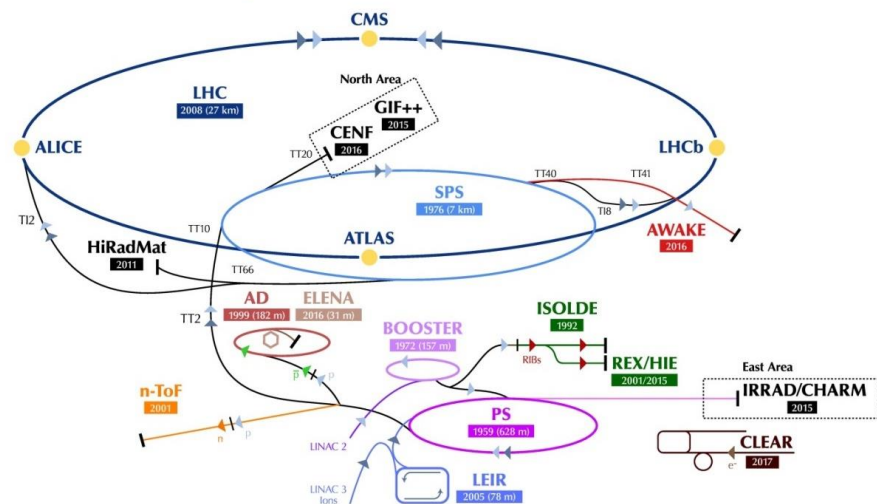 CMS
North Area
LHC
2008 (27 km)
GIF++
2015
CENF
2016
TT20
ALICE
LHCb
TT40
TT41
SPS
1976 (7 km)
TI2
TT10
TI8
HiRadMat
2011
ATLAS
AWAKE
2016
TT66
AD
1999 (182 m)
ELENA
2016 (31 m)
TT2
ISOLDE
1992
BOOSTER
1972 (157 m)
RIBs
REX/HIE
2001/2015
East Area
p̅
p
n-ToF
2001
IRRAD/CHARM
2015
PS
1959 (628 m)
n
p
LINAC 2
CLEAR
2017
e⁻
LINAC 3
Ions
LEIR
2005 (78 m)